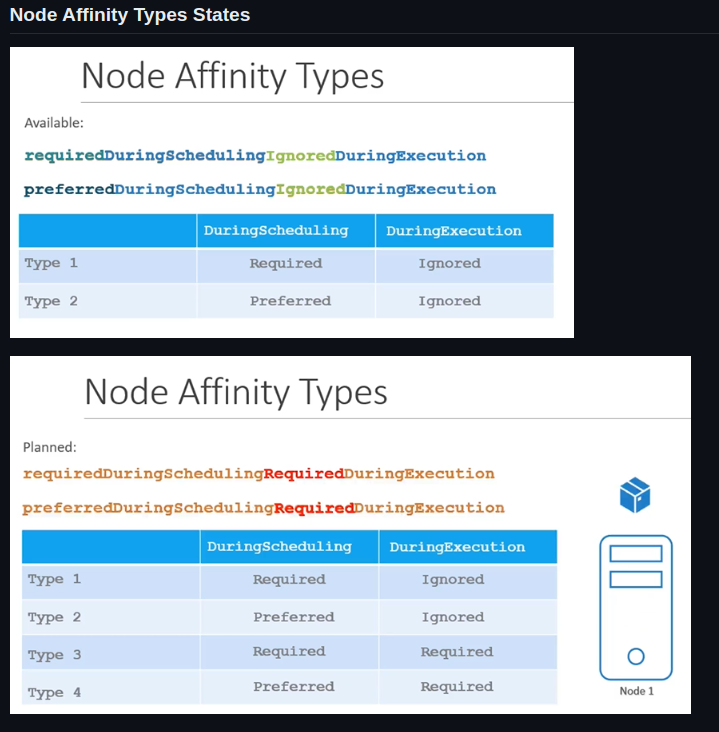 Node Affinity Types States
Node Affinity Types
Available:
requiredDuringSchedulingIgnoredDuringExecution
preferredDuringSchedulingIgnoredDuringExecution
DuringScheduling DuringExecution
Type 1 Required Ignored
Type 2 Preferred Ignored
Node Affinity Types
Planned:
requiredDuringSchedulingRequiredDuringExecution
preferredDuringSchedulingRequiredDuringExecution
DuringScheduling DuringExecution
Type 1 Required Ignored
Type 2 Preferred Ignored
Type 3 Required Required
Type 4 Preferred Required
Node 1